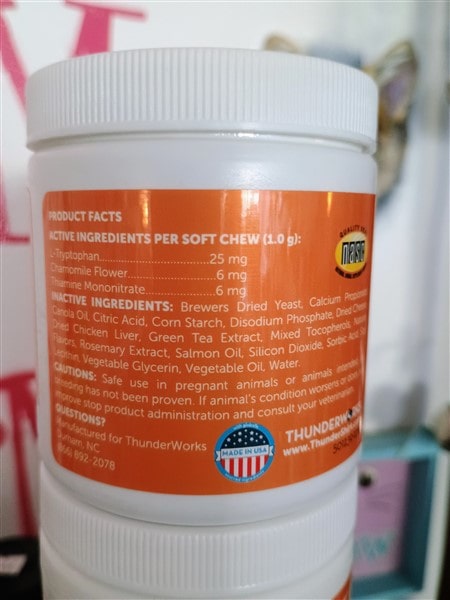 PRODUCT FACTS
ACTIVE INGREDIENTS PER SOFT CHEW (1.0 g):
L-Tryptophan.......................25 mg
Chamomile Flower.......................6 mg
Thiamine Mononitrate.......................6 mg
INACTIVE INGREDIENTS: Brewers Dried Yeast, Calcium
Canola Oil, Citric Acid, Corn Starch, Disodium Phosphate, Dried
Dried Chicken Liver, Green Tea Extract, Mixed Tocopherols,
Flavors, Rosemary Extract, Salmon Oil, Silicon Dioxide, Sorbic Acid,
Lecithin, Vegetable Glycerin, Vegetable Oil, Water.
CAUTIONS: Safe use in pregnant animals or animals intended
breeding has not been proven. If animal's condition worsens or
improve stop product administration and consult your veterinarian.
QUESTIONS?
Manufactured for ThunderWorks
Durham, NC
(866) 892-2078
QUALITY
nasc
MADE IN USA
THUNDERWORKS
www.Thunder